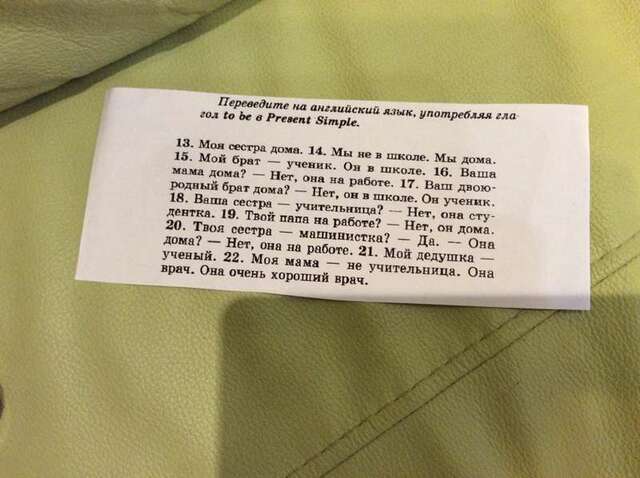 Переведите на английский язык, употребляя гла-
гол to be в Present Simple.
13. Моя сестра дома. 14. Мы не в школе. Мы дома.
15. Мой брат — ученик. Он в школе. 16. Ваша
мама дома? — Нет, она на работе. 17. Ваш двою-
родный брат дома? — Нет, он в школе. Он ученик.
18. Ваша сестра — учительница? — Нет, она сту-
дентка. 19. Твой папа на работе? — Нет, он дома.
20. Твоя сестра — машинистка? — Да. — Она
дома? — Нет, она на работе. 21. Мой дедушка —
ученый. 22. Моя мама — не учительница. Она
врач. Она очень хороший врач.